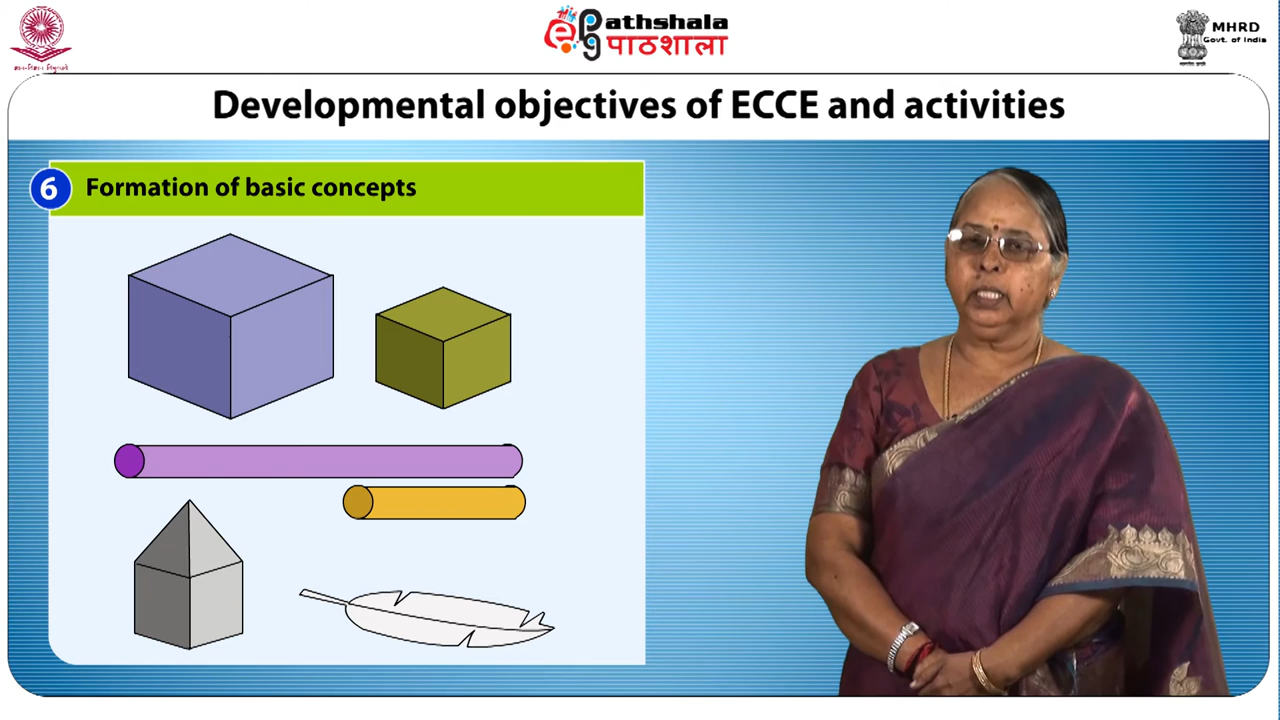 Pathshala
पाठशाला
MHRD
Govt. of India
Developmental objectives of ECCE and activities
6 Formation of basic concepts